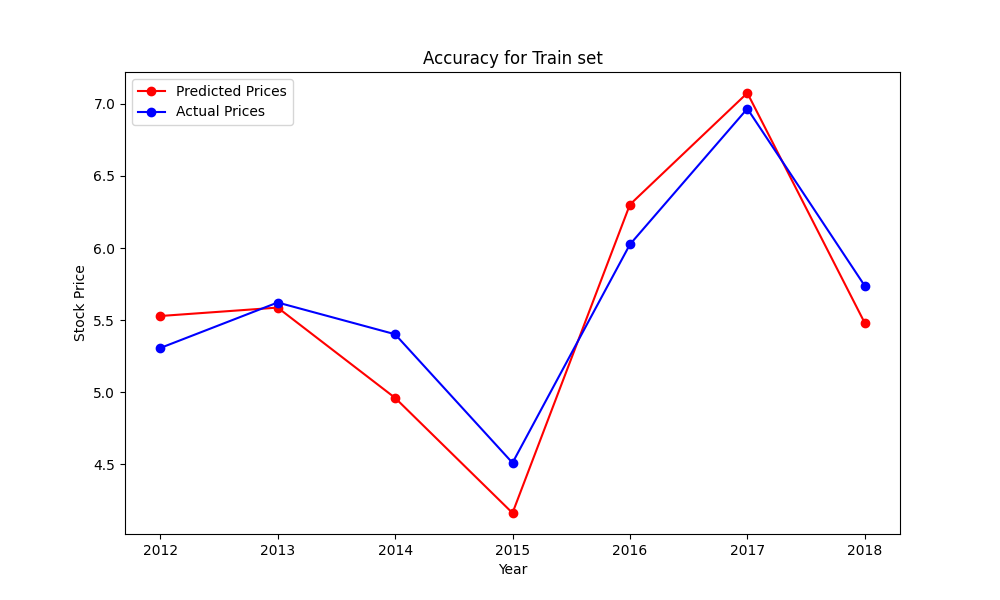 Accuracy for Train set
Predicted Prices
Actual Prices
7.0
6.5
6.0
5.5
5.0
4.5
Stock Price
2012 2013 2014 2015 2016 2017 2018
Year